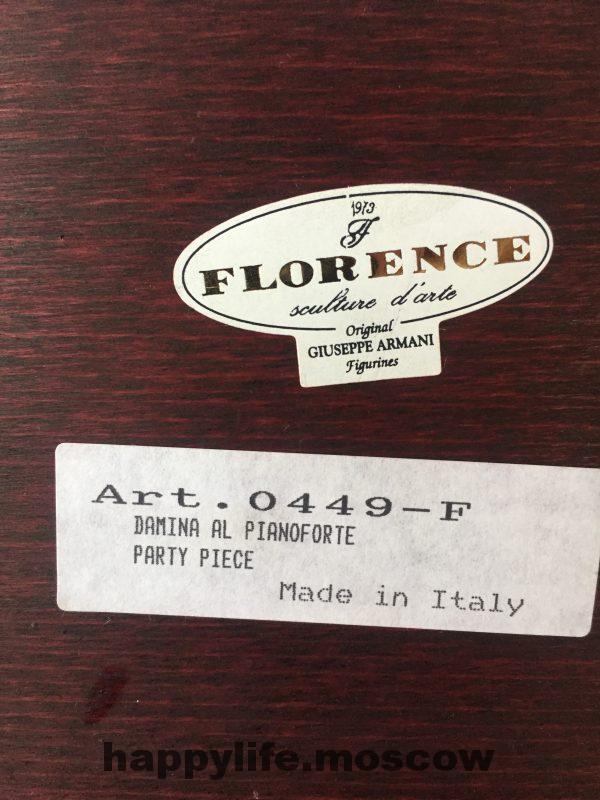 1973
FLORENCE
sculture d'arte
Original
GIUSEPPE ARMANI
Figurines
Art.0449-F
DAMINA AL PIANOFORTE
PARTY PIECE
Made in Italy
happylife.moscow